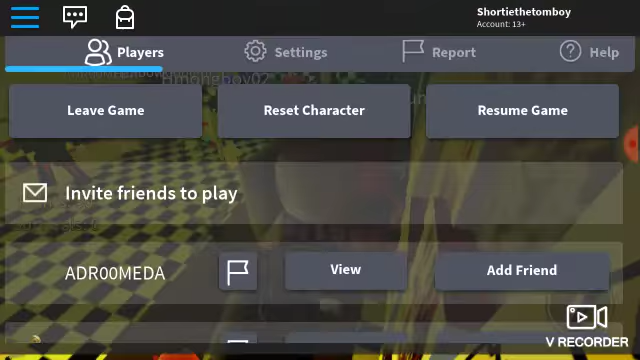 Shortiethetomboy
Account: 13+
Players
Settings
Report
Help
Hmongboy02
Leave Game
Reset Character
Resume Game
Invite friends to play
ADR00MEDA
View
Add Friend
V RECORDER